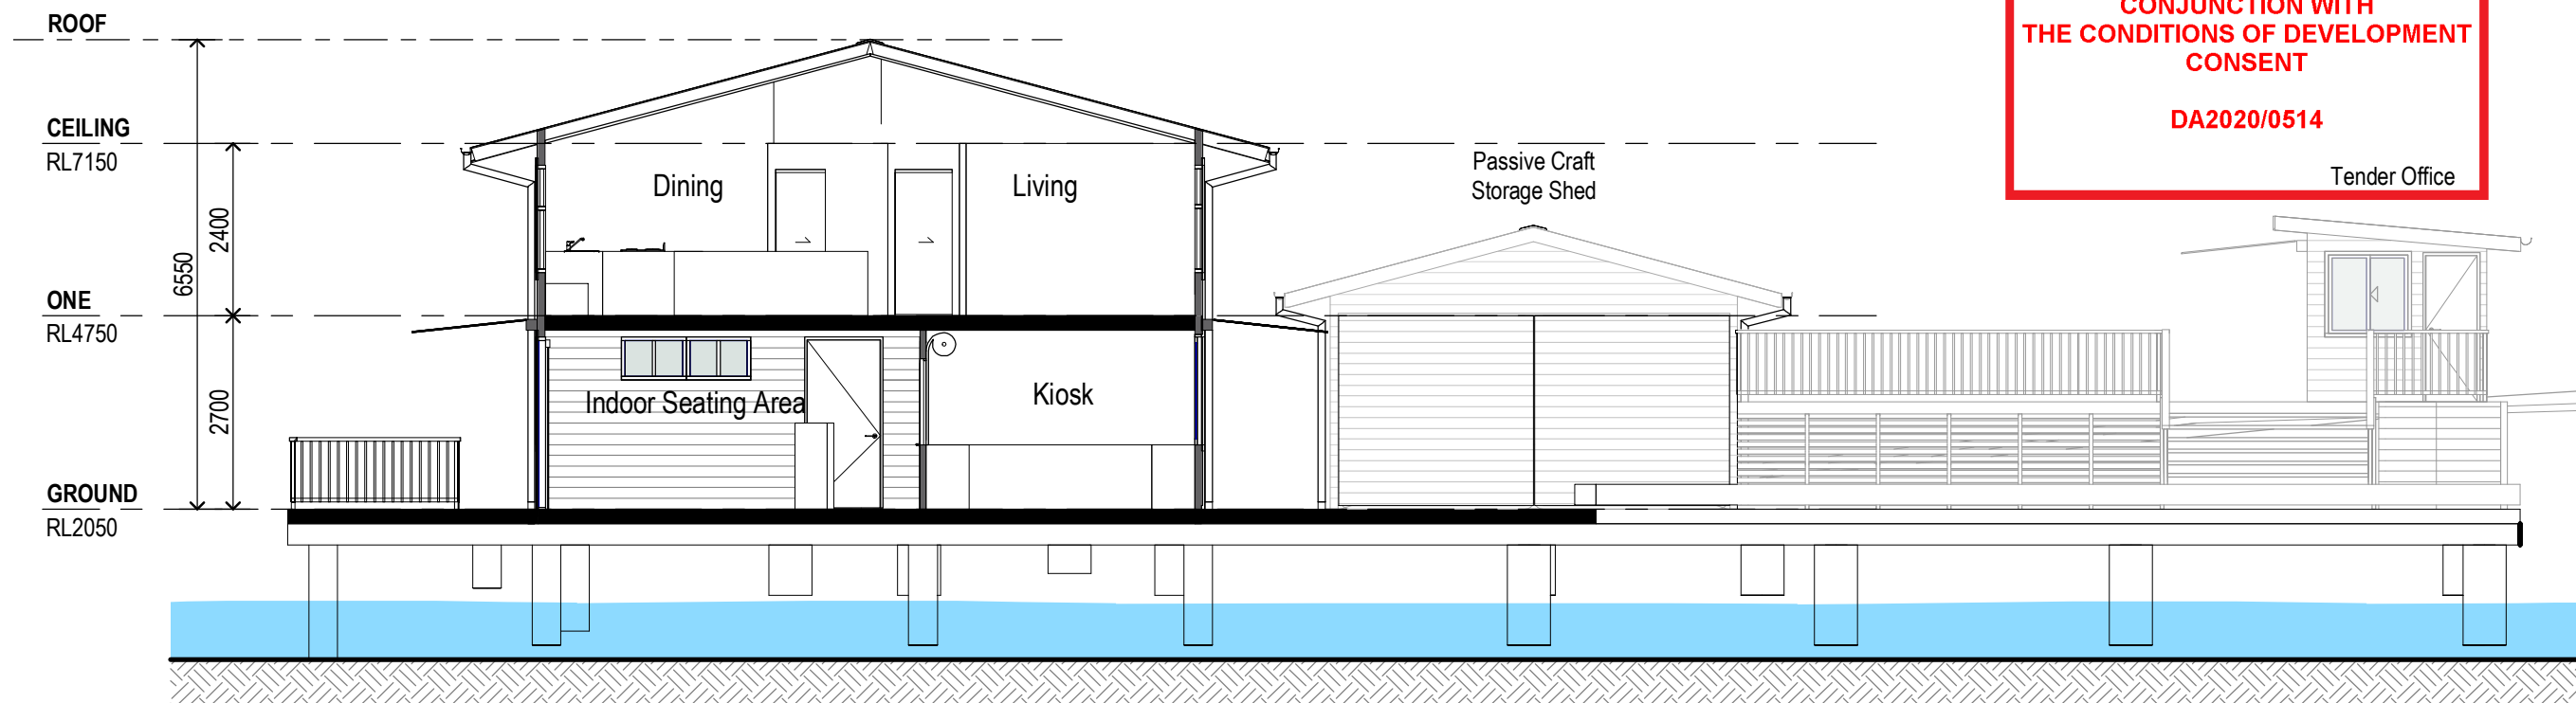 ROOF
CONJUNCTION WITH
THE CONDITIONS OF DEVELOPMENT
CONSENT
DA2020/0514
Tender Office
CEILING
RL7150
Passive Craft
Storage Shed
Dining
Living
2400
6550
ONE
RL4750
Indoor Seating Area
Kiosk
2700
GROUND
RL2050